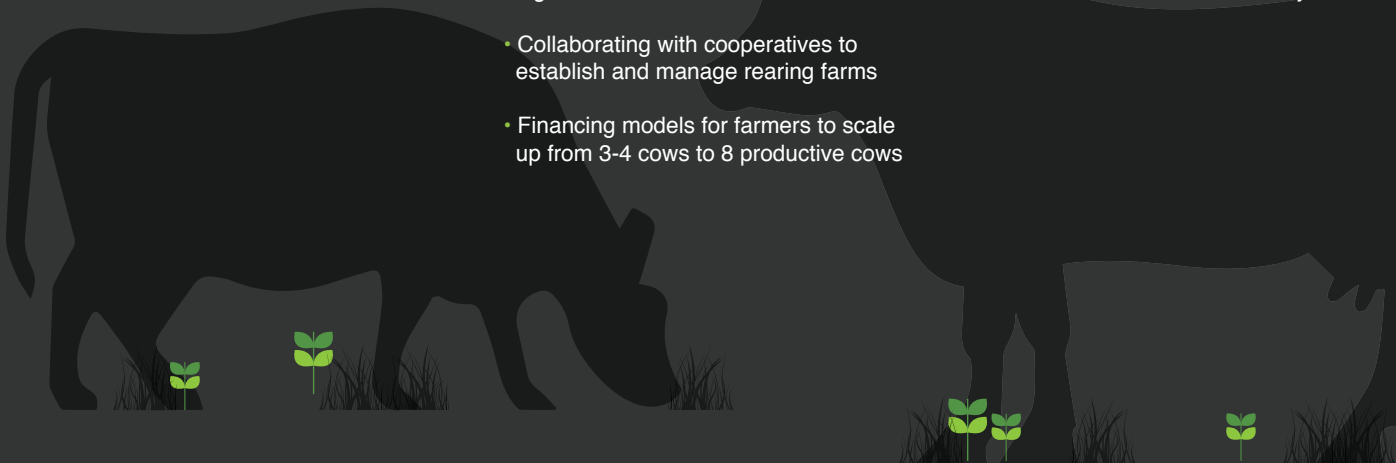 • Collaborating with cooperatives to
establish and manage rearing farms
• Financing models for farmers to scale
up from 3-4 cows to 8 productive cows